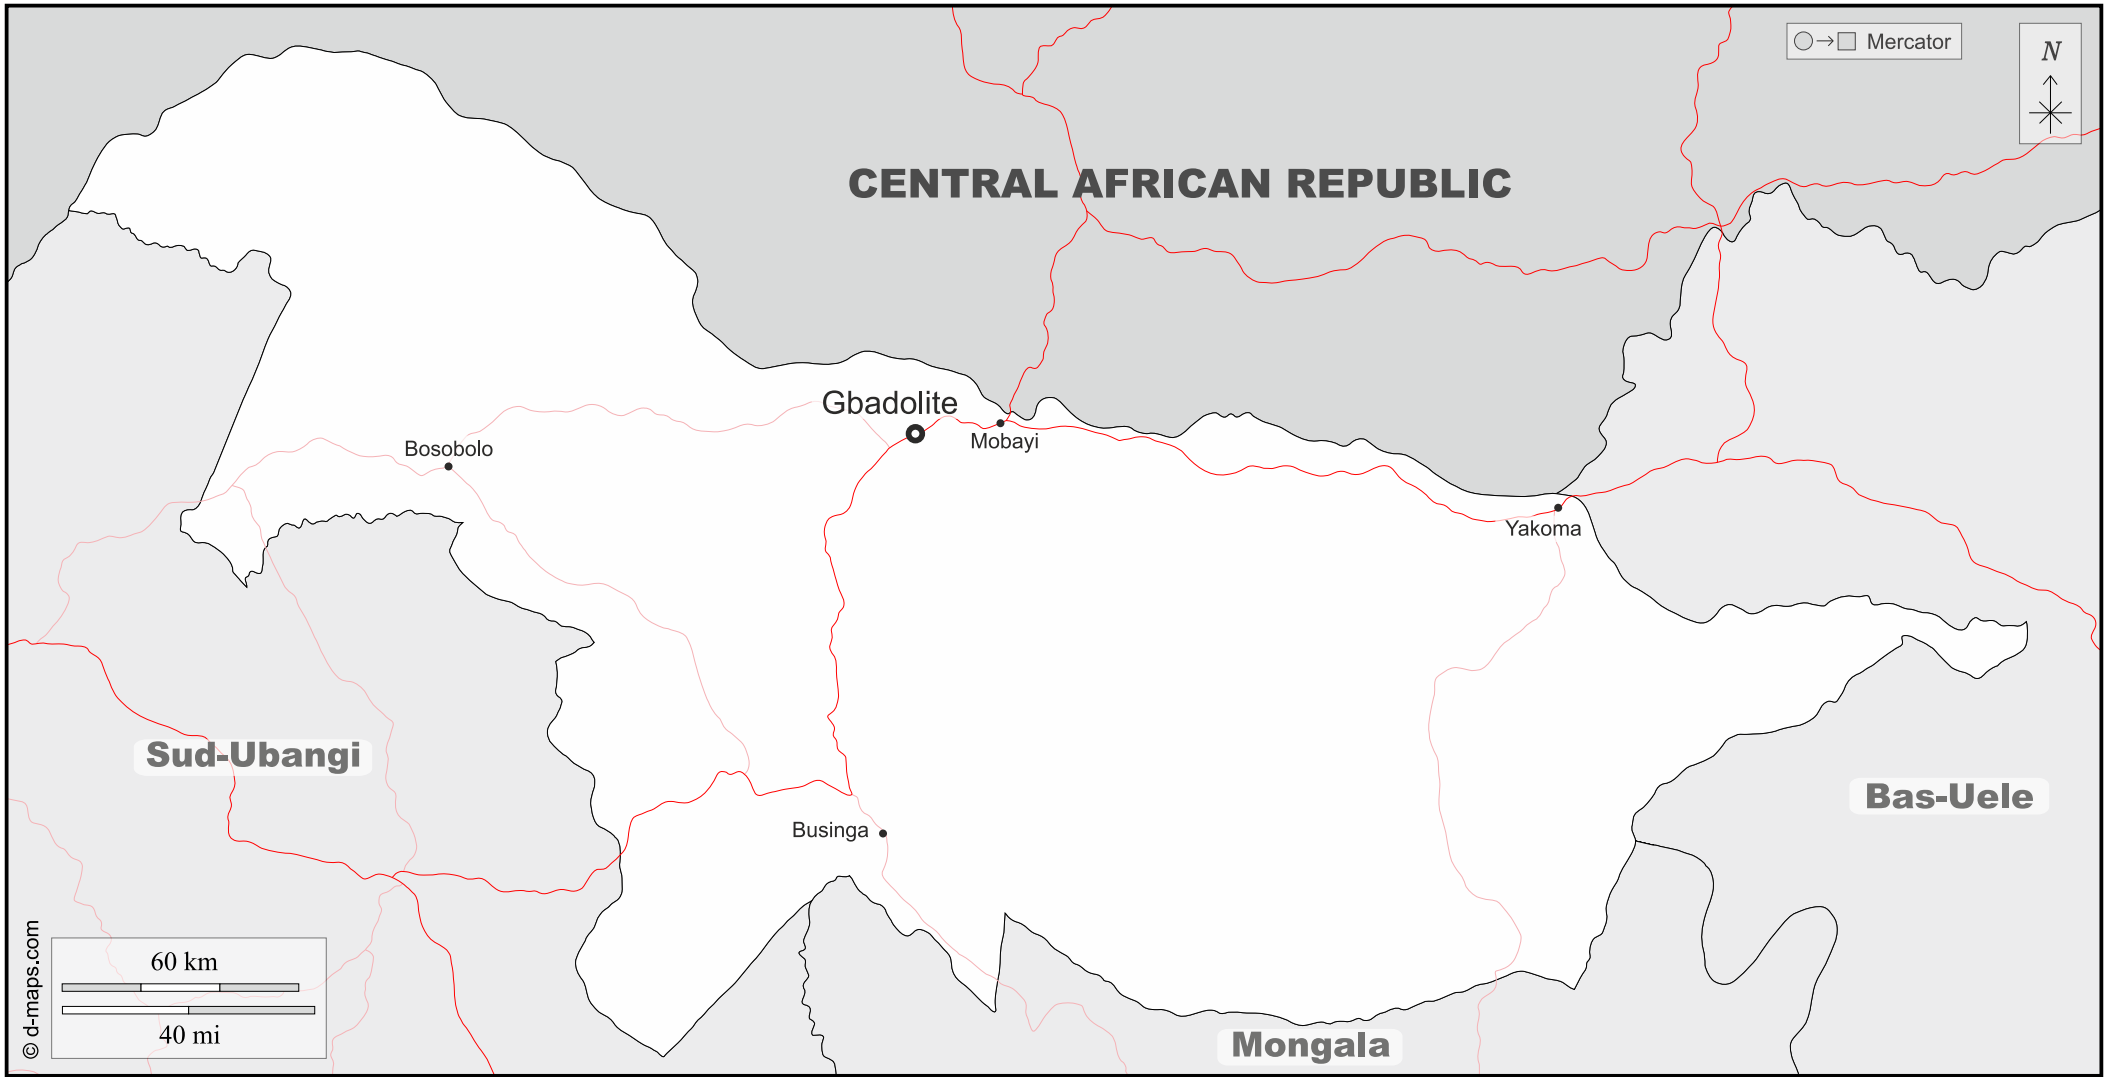 Mercator
N
CENTRAL AFRICAN REPUBLIC
Gbadolite
Mobayi
Bosobolo
Yakoma
Sud-Ubangi
Bas-Uele
Businga
Mongala
60 km
40 mi
© d-maps.com